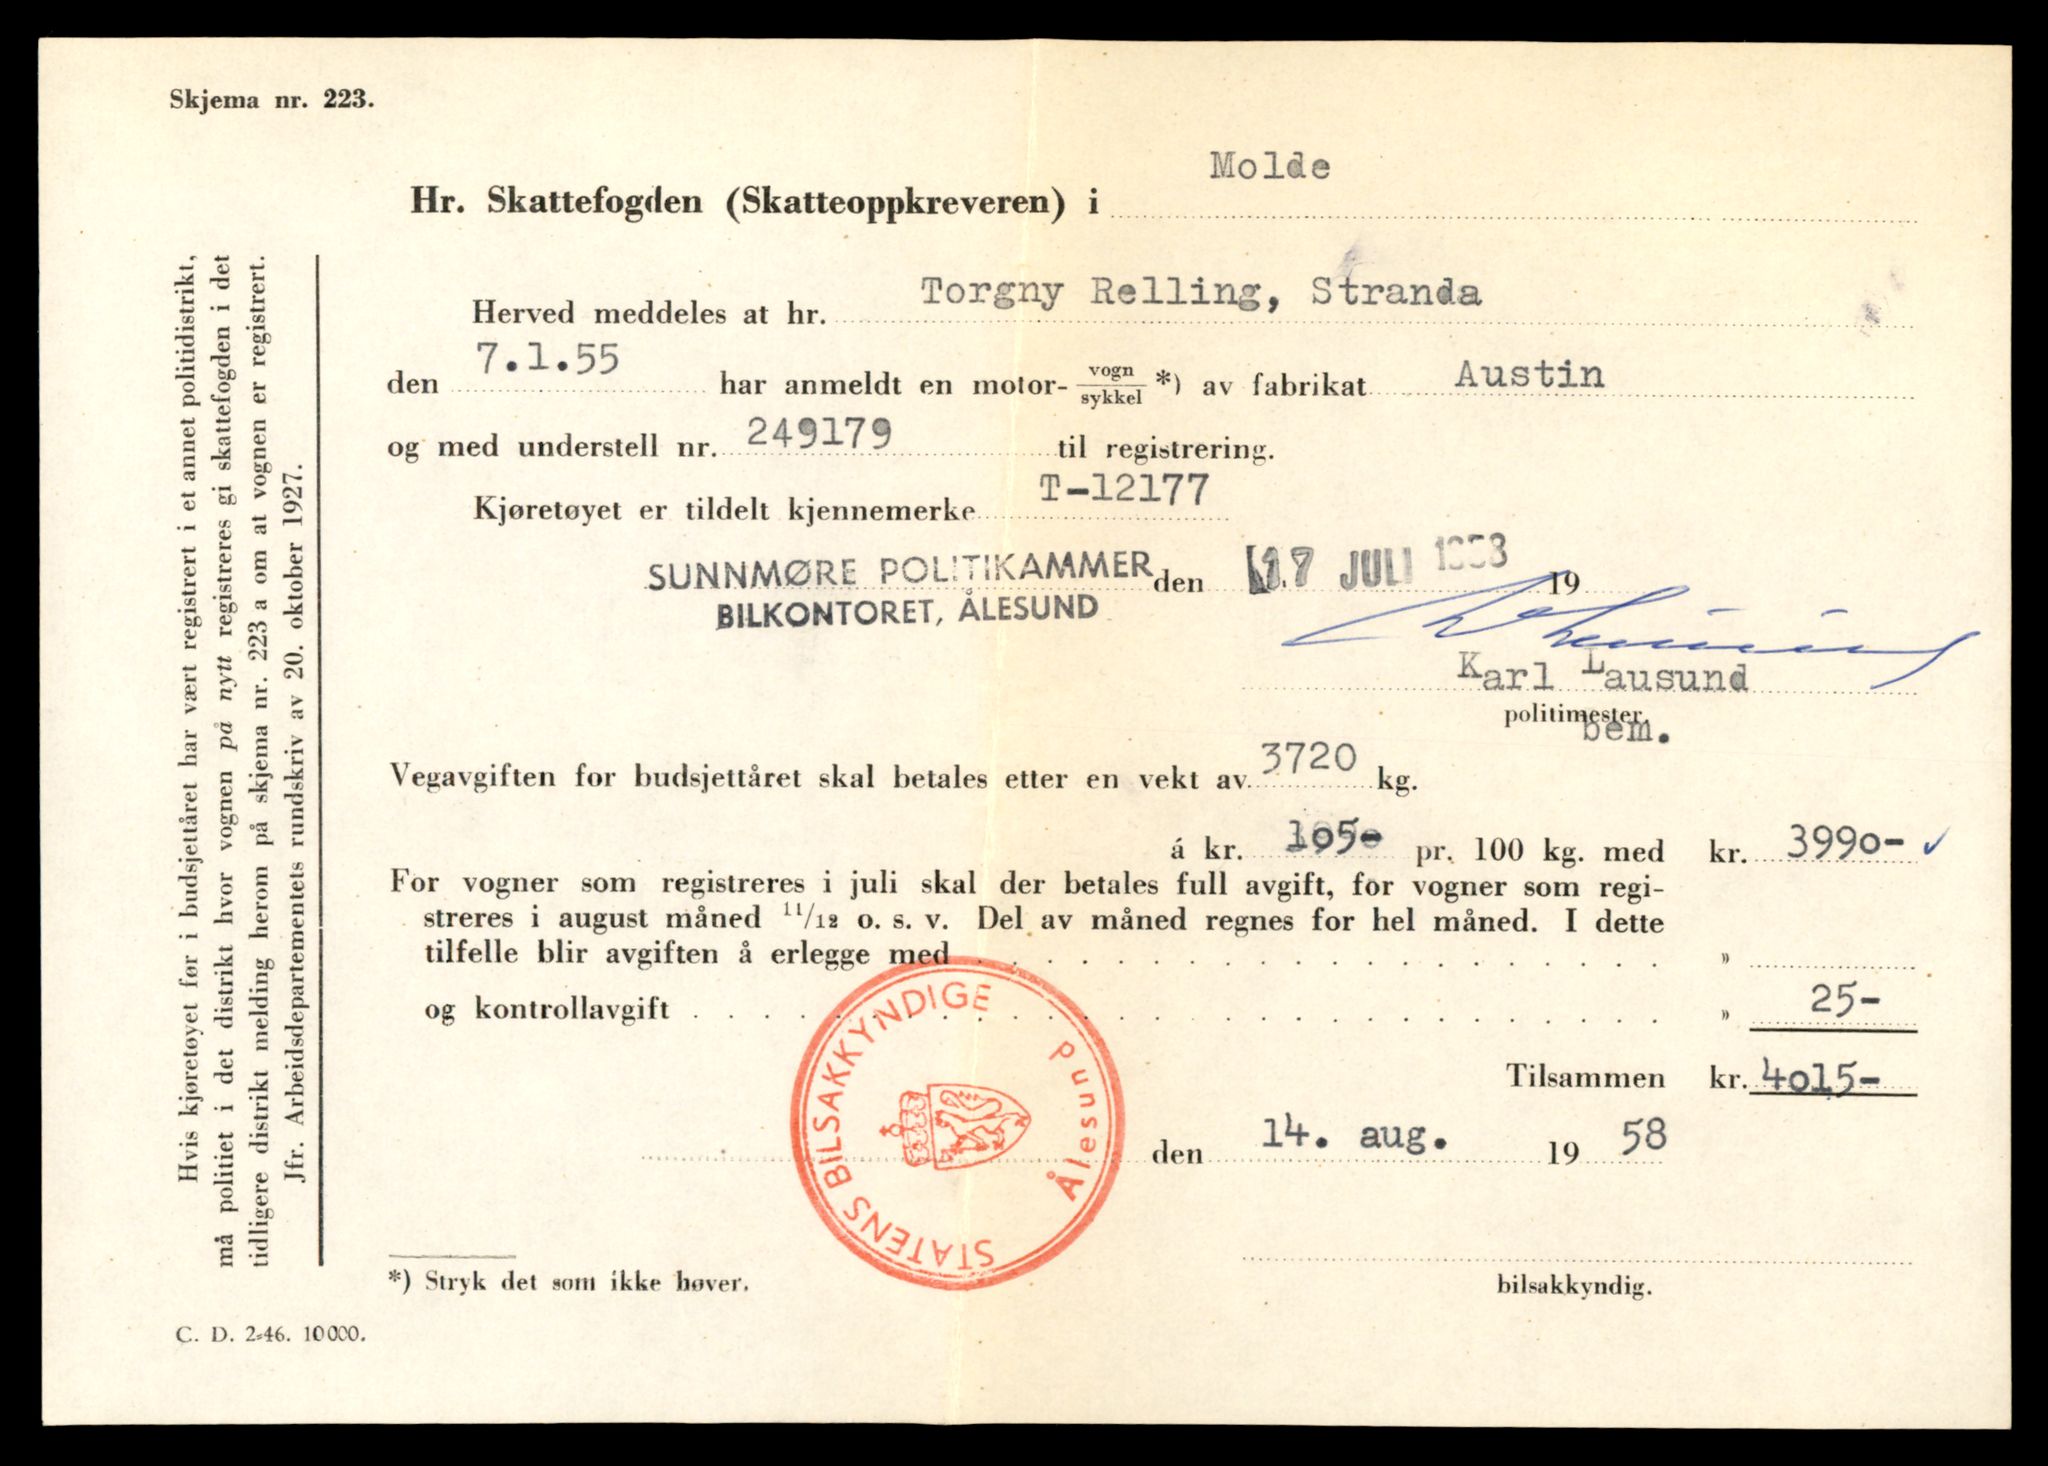 Skjema nr. 223.
Molde
Hr. Skattefogden (Skatteoppkreveren) i
Torgny Relling, Stranda
Herved meddeles at hr.
7.1.55
den har anmeldt en motor- vogn/sykkel *) av fabrikat Austin
og med understell nr. 249179 til registrering.
Kjøretøyet er tildelt kjennemerke T-12177
SUNNMØRE POLITIKAMMER den 17 JULI 1958 19
BILKONTORET, ÅLESUND
Karl Lausund
politimester.
bem.
Vegavgiften for budsjettåret skal betales etter en vekt av 3720 kg.
á kr. 105- pr. 100 kg. med kr. 3990-
For vogner som registreres i juli skal der betales full avgift, for vogner som regi-
streres i august måned 11/12 o. s. v. Del av måned regnes for hel måned. I dette
tilfelle blir avgiften å erlegge med . . . . . . . . . . . . . . . . . . . . »
og kontrollavgift . . . . . . . . . . . . . . . . . . . . . . . . . . . . » 25-
Tilsammen kr. 4015-
den 14. aug. 19 58
STATENS BILSAKKYNDIGE
Ålesund
bilsakkyndig.
*) Stryk det som ikke høver.
C. D. 2-46. 10000.
Hvis kjøretøyet før i budsjettåret har vært registrert i et annet politidistrikt,
må politiet i det distrikt hvor vognen på nytt registreres gi skattefogden i det
tidligere distrikt melding herom på skjema nr. 223 a om at vognen er registrert.
Jfr. Arbeidsdepartementets rundskriv av 20. oktober 1927.